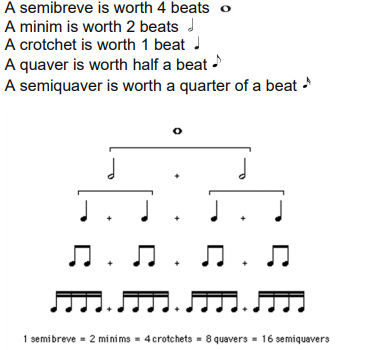 A semibreve is worth 4 beats
A minim is worth 2 beats
A crotchet is worth 1 beat
A quaver is worth half a beat
A semiquaver is worth a quarter of a beat
+
+ + +
+ + +
+ + +
1 semibreve = 2 minims = 4 crotchets = 8 quavers = 16 semiquavers